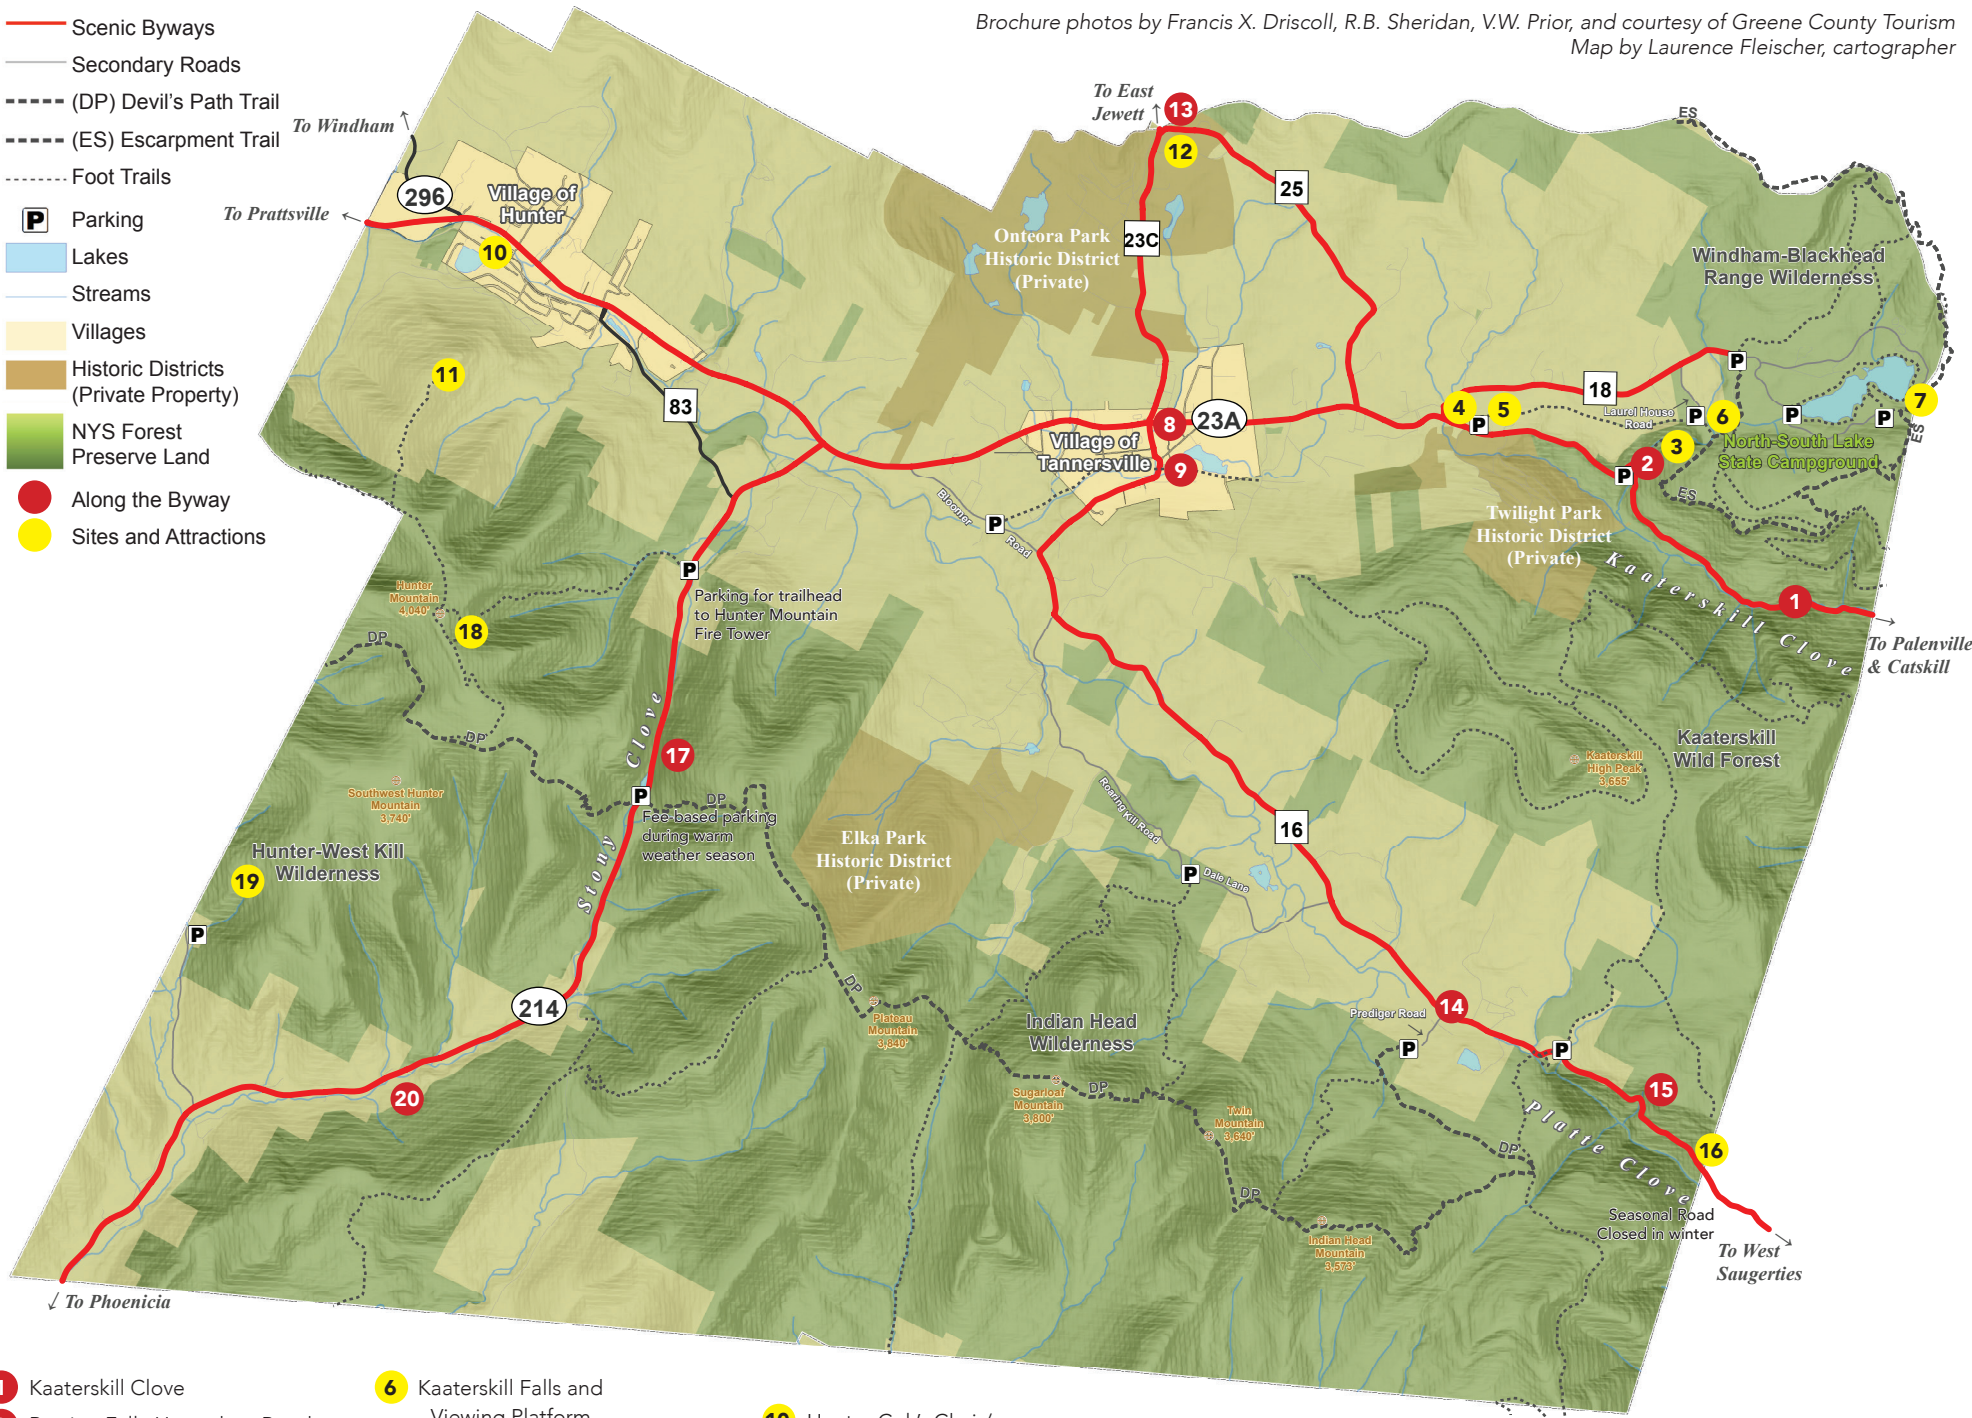 Brochure photos by Francis X. Driscoll, R.B. Sheridan, V.W. Prior, and courtesy of Greene County Tourism
Map by Laurence Fleischer, cartographer
Scenic Byways
Secondary Roads
(DP) Devil's Path Trail
(ES) Escarpment Trail
Foot Trails
P Parking
Lakes
Streams
Villages
Historic Districts
(Private Property)
NYS Forest
Preserve Land
Along the Byway
Sites and Attractions
To Windham
To Prattsville
296
Village of
Hunter
10
11
83
To East
Jewett
13
12
25
23C
Onteora Park
Historic District
(Private)
ES
Windham-Blackhead
Range Wilderness
P
18
4
5
P
Laurel House
Road
P
6
P
P
7
ES
North-South Lake
State Campground
3
2
P
ES
8
23A
Village of
Tannersville
9
Bloomer
Road
P
Twilight Park
Historic District
(Private)
Kaaterskill Clove
1
To Palenville
& Catskill
P
Parking for trailhead
to Hunter Mountain
Fire Tower
Hunter
Mountain
4,040'
18
DP
DP
Stony Clove
17
P
DP
Fee-based parking
during warm
weather season
Southwest Hunter
Mountain
3,740'
Hunter-West Kill
Wilderness
19
P
Elka Park
Historic District
(Private)
Kaaterskill
Wild Forest
Kaaterskill
High Peak
3,655'
Roaring Kill Road
16
P
Dale Lane
214
20
DP
Plateau
Mountain
3,840'
Indian Head
Wilderness
Sugarloaf
Mountain
3,800'
DP
Twin
Mountain
3,640'
Prediger Road
14
P
P
15
Platte Clove
DP
16
DP
Indian Head
Mountain
3,573'
Seasonal Road
Closed in winter
To West
Saugerties
To Phoenicia
1 Kaaterskill Clove
6 Kaaterskill Falls and
Viewing Platform